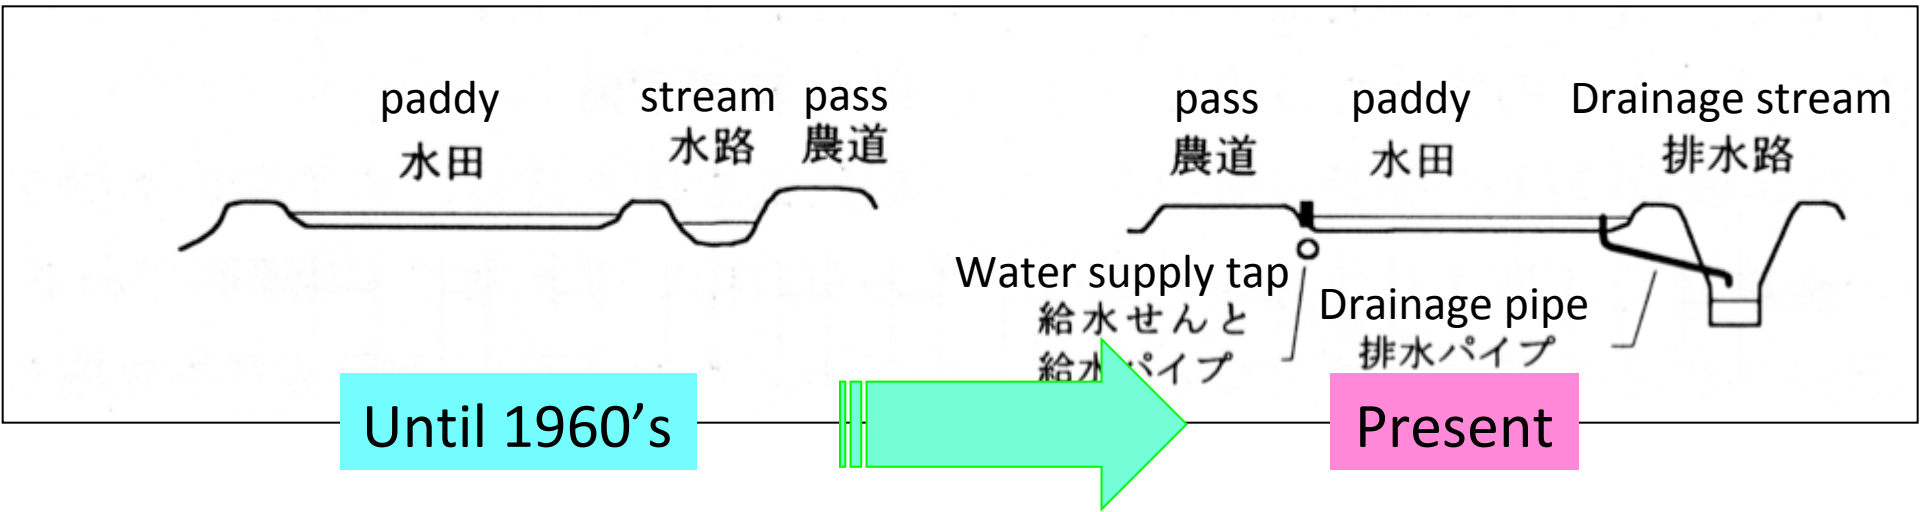 paddy
水田
stream
水路
pass
農道
pass
農道
paddy
水田
Drainage stream
排水路
Water supply tap
給水せんと
給水パイプ
Drainage pipe
排水パイプ
Until 1960’s
Present